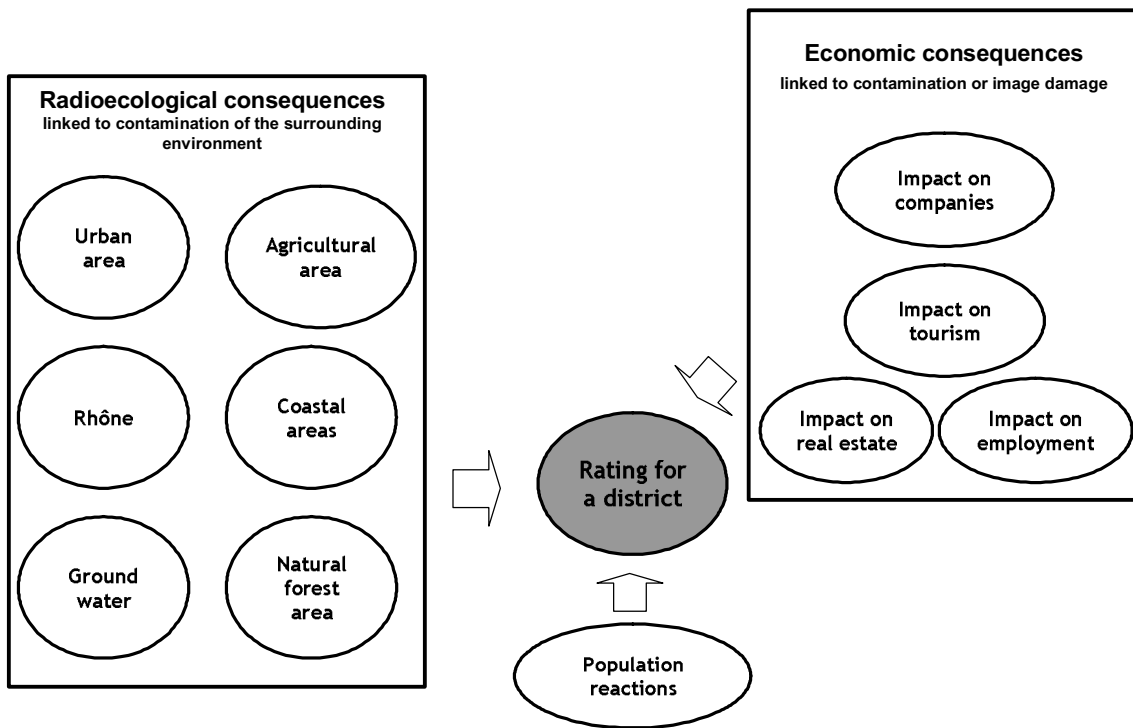 Radioecological consequences
linked to contamination of the surrounding
environment
Urban
area
Agricultural
area
Rhône
Coastal
areas
Ground
water
Natural
forest
area
Economic consequences
linked to contamination or image damage
Impact on
companies
Impact on
tourism
Impact on
real estate
Impact on
employment
Rating for
a district
Population
reactions